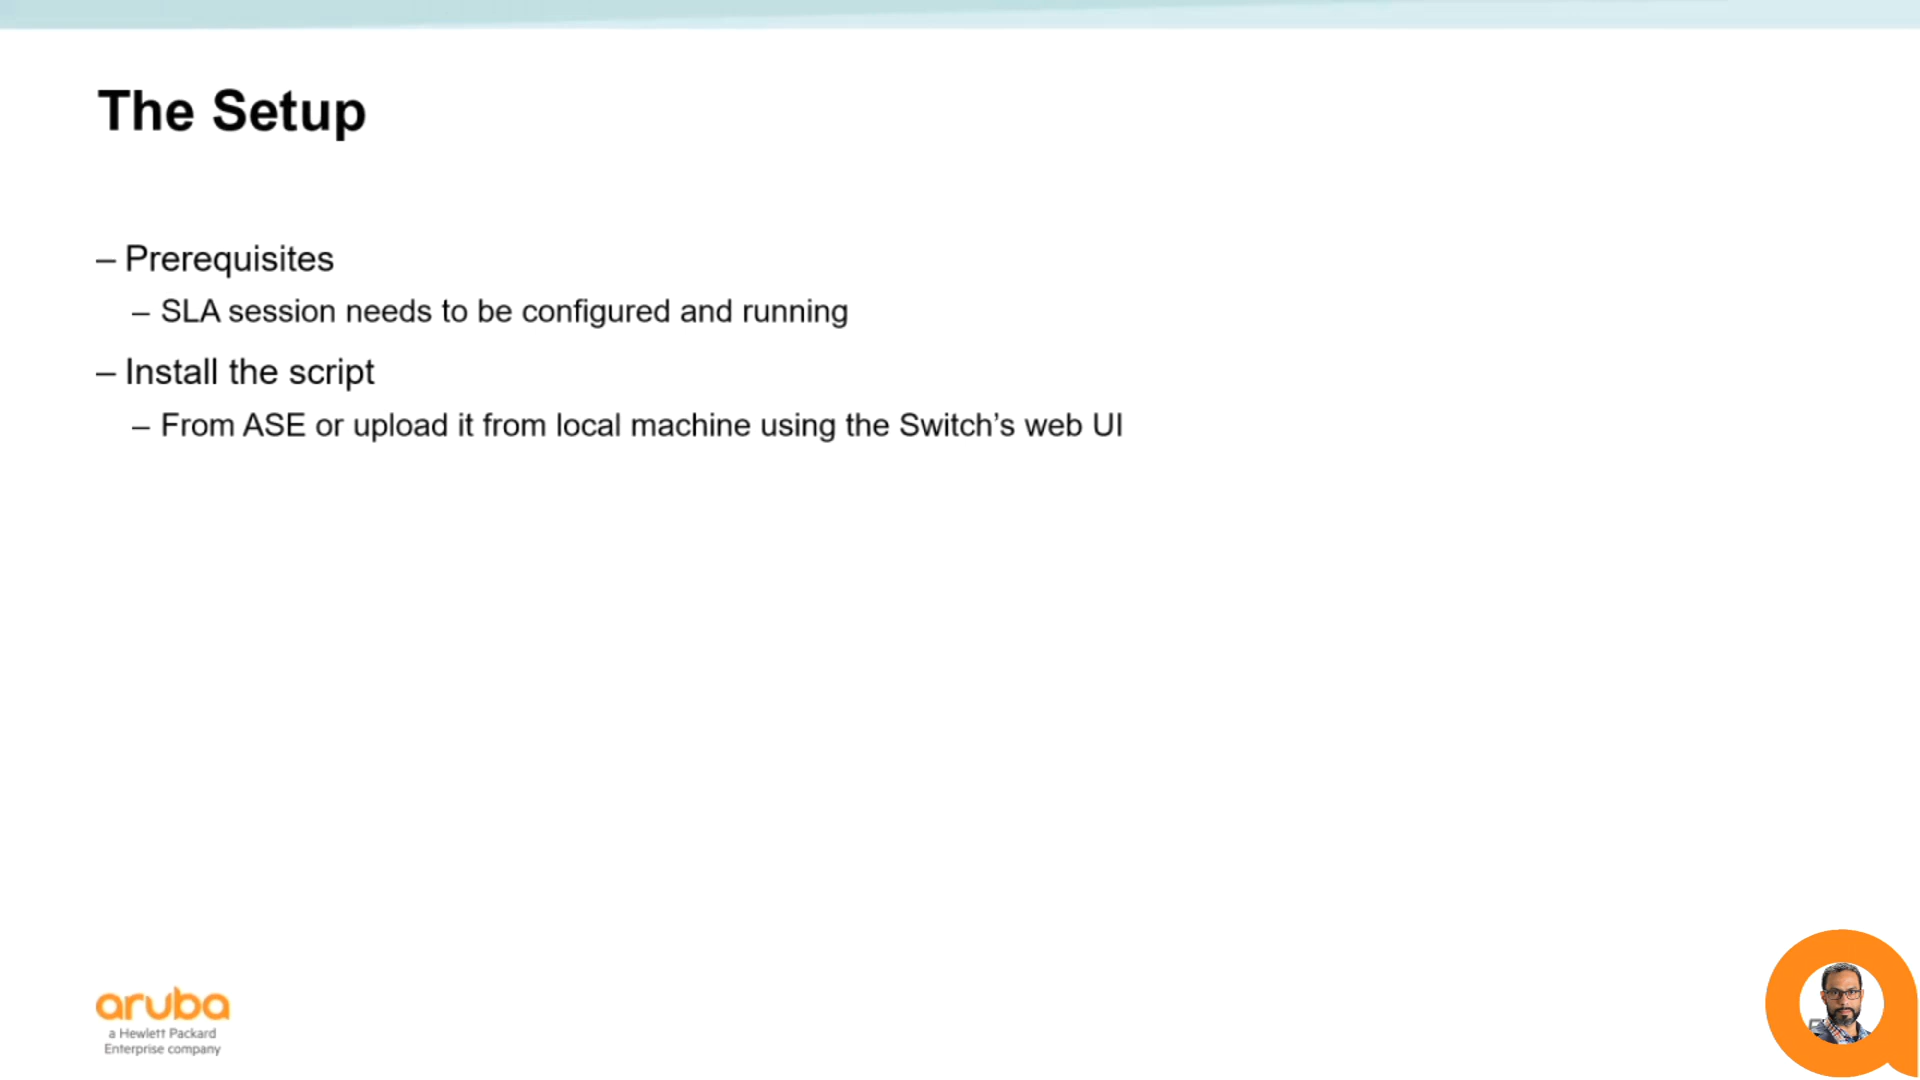 The Setup
– Prerequisites
– SLA session needs to be configured and running
– Install the script
– From ASE or upload it from local machine using the Switch’s web UI
aruba
a Hewlett Packard
Enterprise company